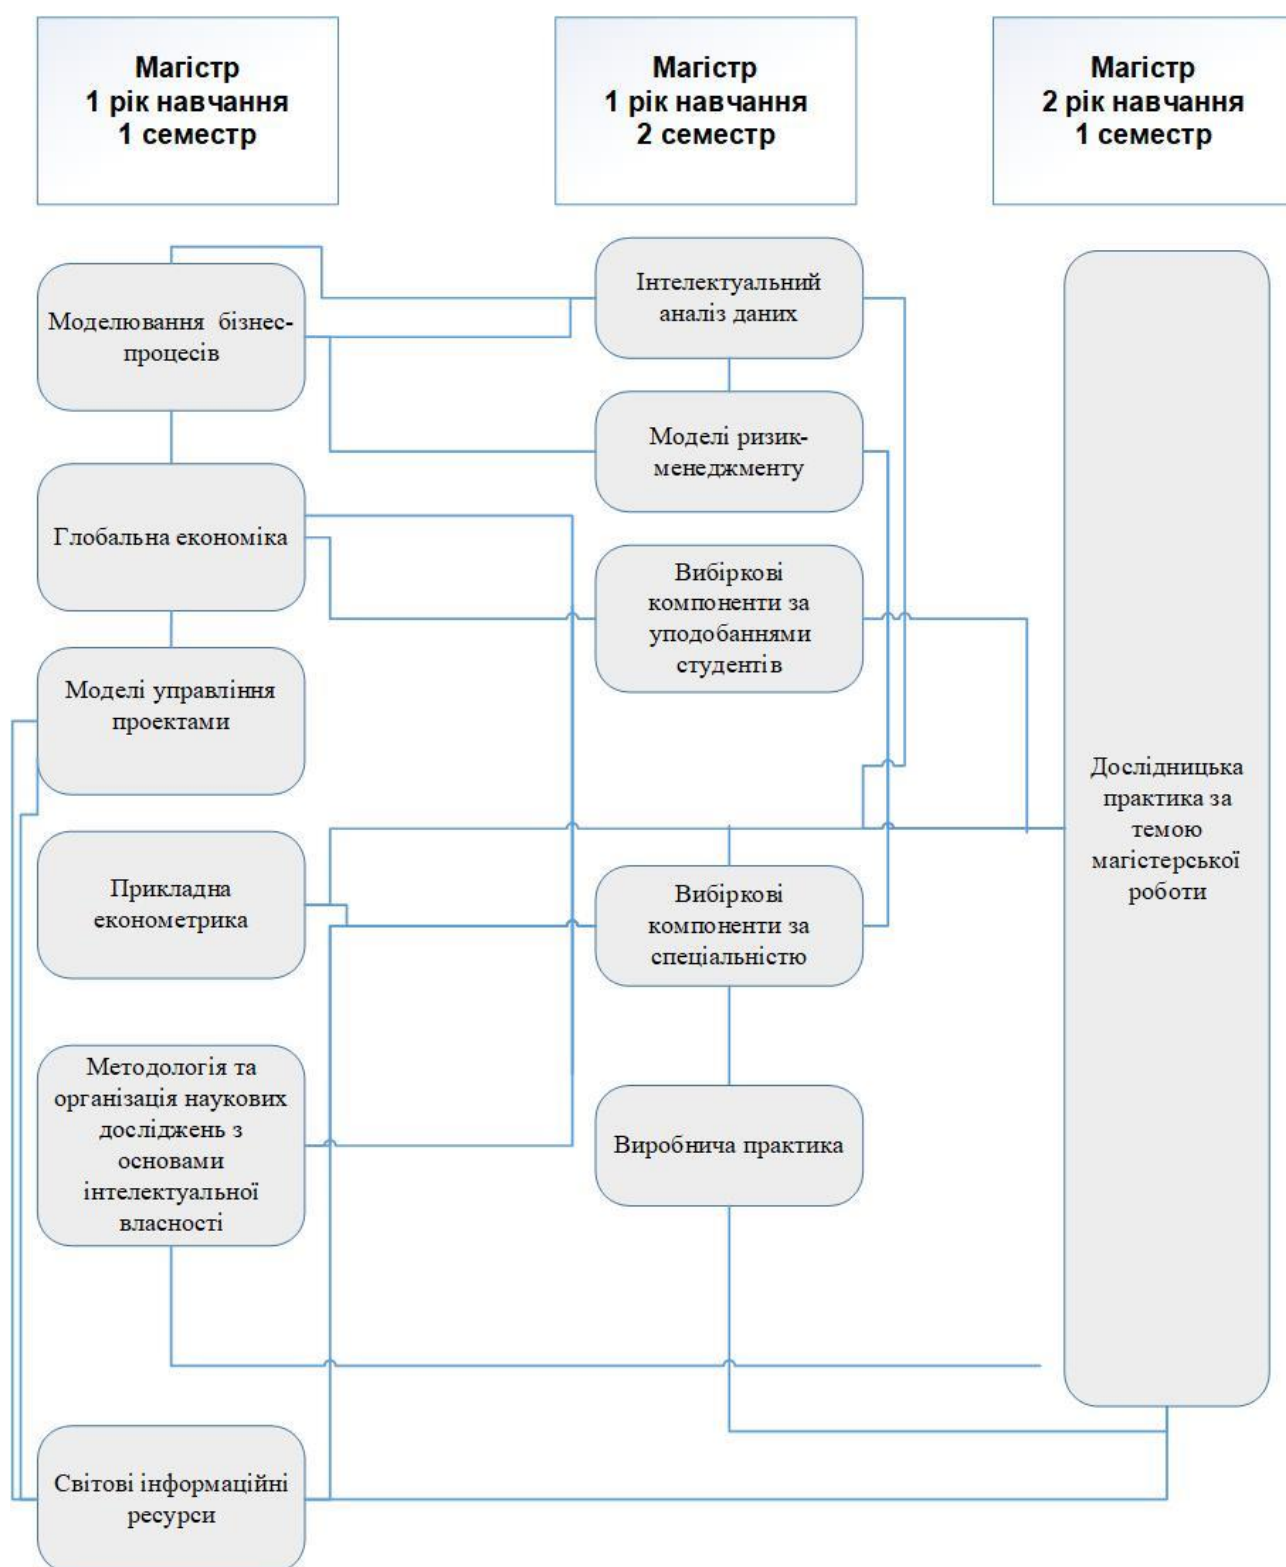 Магістр
1 рік навчання
1 семестр
Магістр
1 рік навчання
2 семестр
Магістр
2 рік навчання
1 семестр
Моделювання бізнес-
процесів
Глобальна економіка
Моделі управління
проектами
Прикладна
економетрика
Методологія та
організація наукових
досліджень з
основами
інтелектуальної
власності
Світові інформаційні
ресурси
Інтелектуальний
аналіз даних
Моделі ризик-
менеджменту
Вибіркові
компоненти за
уподобаннями
студентів
Вибіркові
компоненти за
спеціальністю
Виробнича практика
Дослідницька
практика за
темою
магістерської
роботи